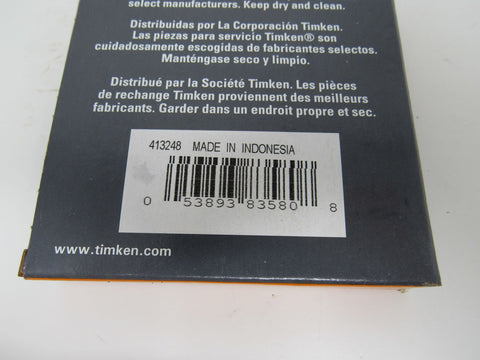 select manufacturers. Keep dry and clean.
Distribuidas por La Corporación Timken.
Las piezas para servicio Timken® son
cuidadosamente escogidas de fabricantes selectos.
Manténgase seco y limpio.
Distribué par la Société Timken. Les pièces
de rechange Timken proviennent des meilleurs
fabricants. Garder dans un endroit propre et sec.
413248 MADE IN INDONESIA
0 53893 83580 8
www.timken.com